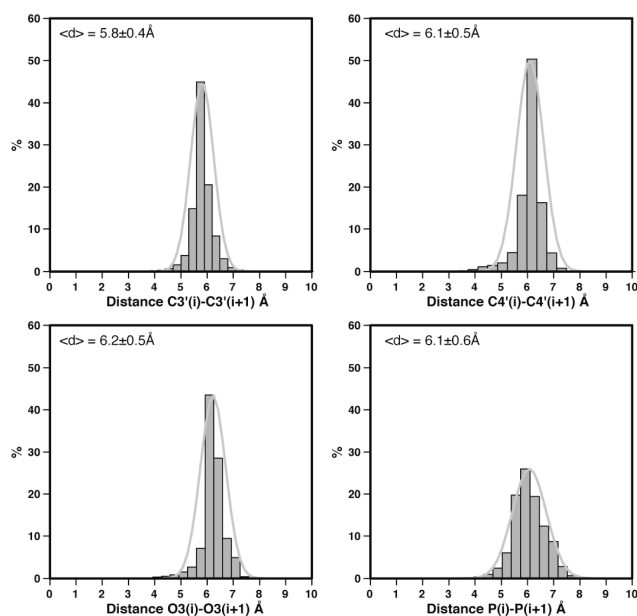 <d> = 5.8±0.4Å
60
50
40
30
20
10
0
%
0 1 2 3 4 5 6 7 8 9 10
Distance C3'(i)-C3'(i+1) Å
<d> = 6.1±0.5Å
60
50
40
30
20
10
0
%
0 1 2 3 4 5 6 7 8 9 10
Distance C4'(i)-C4'(i+1) Å
<d> = 6.2±0.5Å
60
50
40
30
20
10
0
%
0 1 2 3 4 5 6 7 8 9 10
Distance O3(i)-O3(i+1) Å
<d> = 6.1±0.6Å
60
50
40
30
20
10
0
%
0 1 2 3 4 5 6 7 8 9 10
Distance P(i)-P(i+1) Å